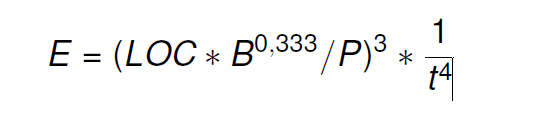 E = (LOC * B^0,333 / P)^3 * 1/t^4